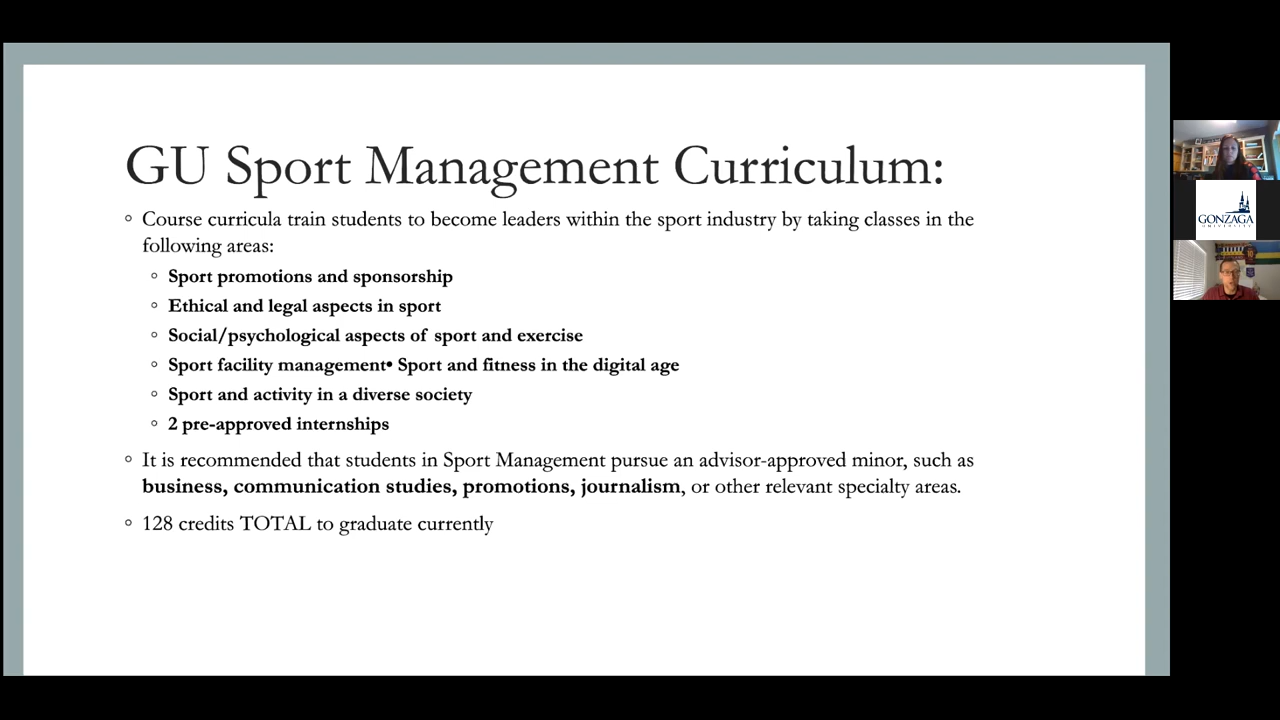 GU Sport Management Curriculum:
◦ Course curricula train students to become leaders within the sport industry by taking classes in the
following areas:
◦ Sport promotions and sponsorship
◦ Ethical and legal aspects in sport
◦ Social/psychological aspects of sport and exercise
◦ Sport facility management• Sport and fitness in the digital age
◦ Sport and activity in a diverse society
◦ 2 pre-approved internships
◦ It is recommended that students in Sport Management pursue an advisor-approved minor, such as
business, communication studies, promotions, journalism, or other relevant specialty areas.
◦ 128 credits TOTAL to graduate currently
GONZAGA
UNIVERSITY